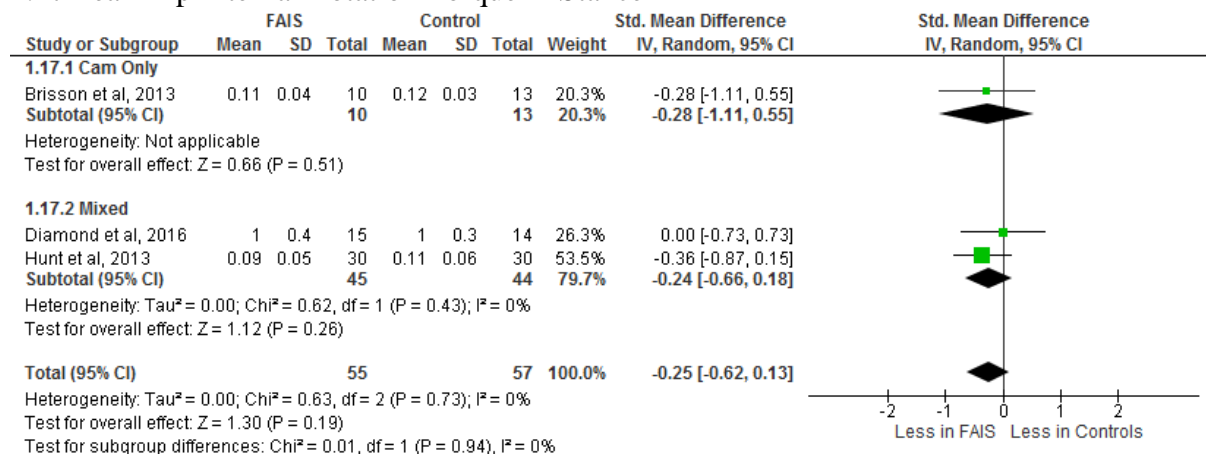 FAIS Control Std. Mean Difference Std. Mean Difference
Study or Subgroup Mean SD Total Mean SD Total Weight IV, Random, 95% CI IV, Random, 95% CI
1.17.1 Cam Only
Brisson et al, 2013 0.11 0.04 10 0.12 0.03 13 20.3% -0.28 [-1.11, 0.55]
Subtotal (95% CI) 10 13 20.3% -0.28 [-1.11, 0.55]
Heterogeneity: Not applicable
Test for overall effect: Z = 0.66 (P = 0.51)
1.17.2 Mixed
Diamond et al, 2016 1 0.4 15 1 0.3 14 26.3% 0.00 [-0.73, 0.73]
Hunt et al, 2013 0.09 0.05 30 0.11 0.06 30 53.5% -0.36 [-0.87, 0.15]
Subtotal (95% CI) 45 44 79.7% -0.24 [-0.66, 0.18]
Heterogeneity: Tau² = 0.00; Chi² = 0.62, df = 1 (P = 0.43); I² = 0%
Test for overall effect: Z = 1.12 (P = 0.26)
Total (95% CI) 55 57 100.0% -0.25 [-0.62, 0.13]
Heterogeneity: Tau² = 0.00; Chi² = 0.63, df = 2 (P = 0.73); I² = 0%
Test for overall effect: Z = 1.30 (P = 0.19)
Test for subgroup differences: Chi² = 0.01, df = 1 (P = 0.94), I² = 0%
-2 -1 0 1 2
Less in FAIS Less in Controls